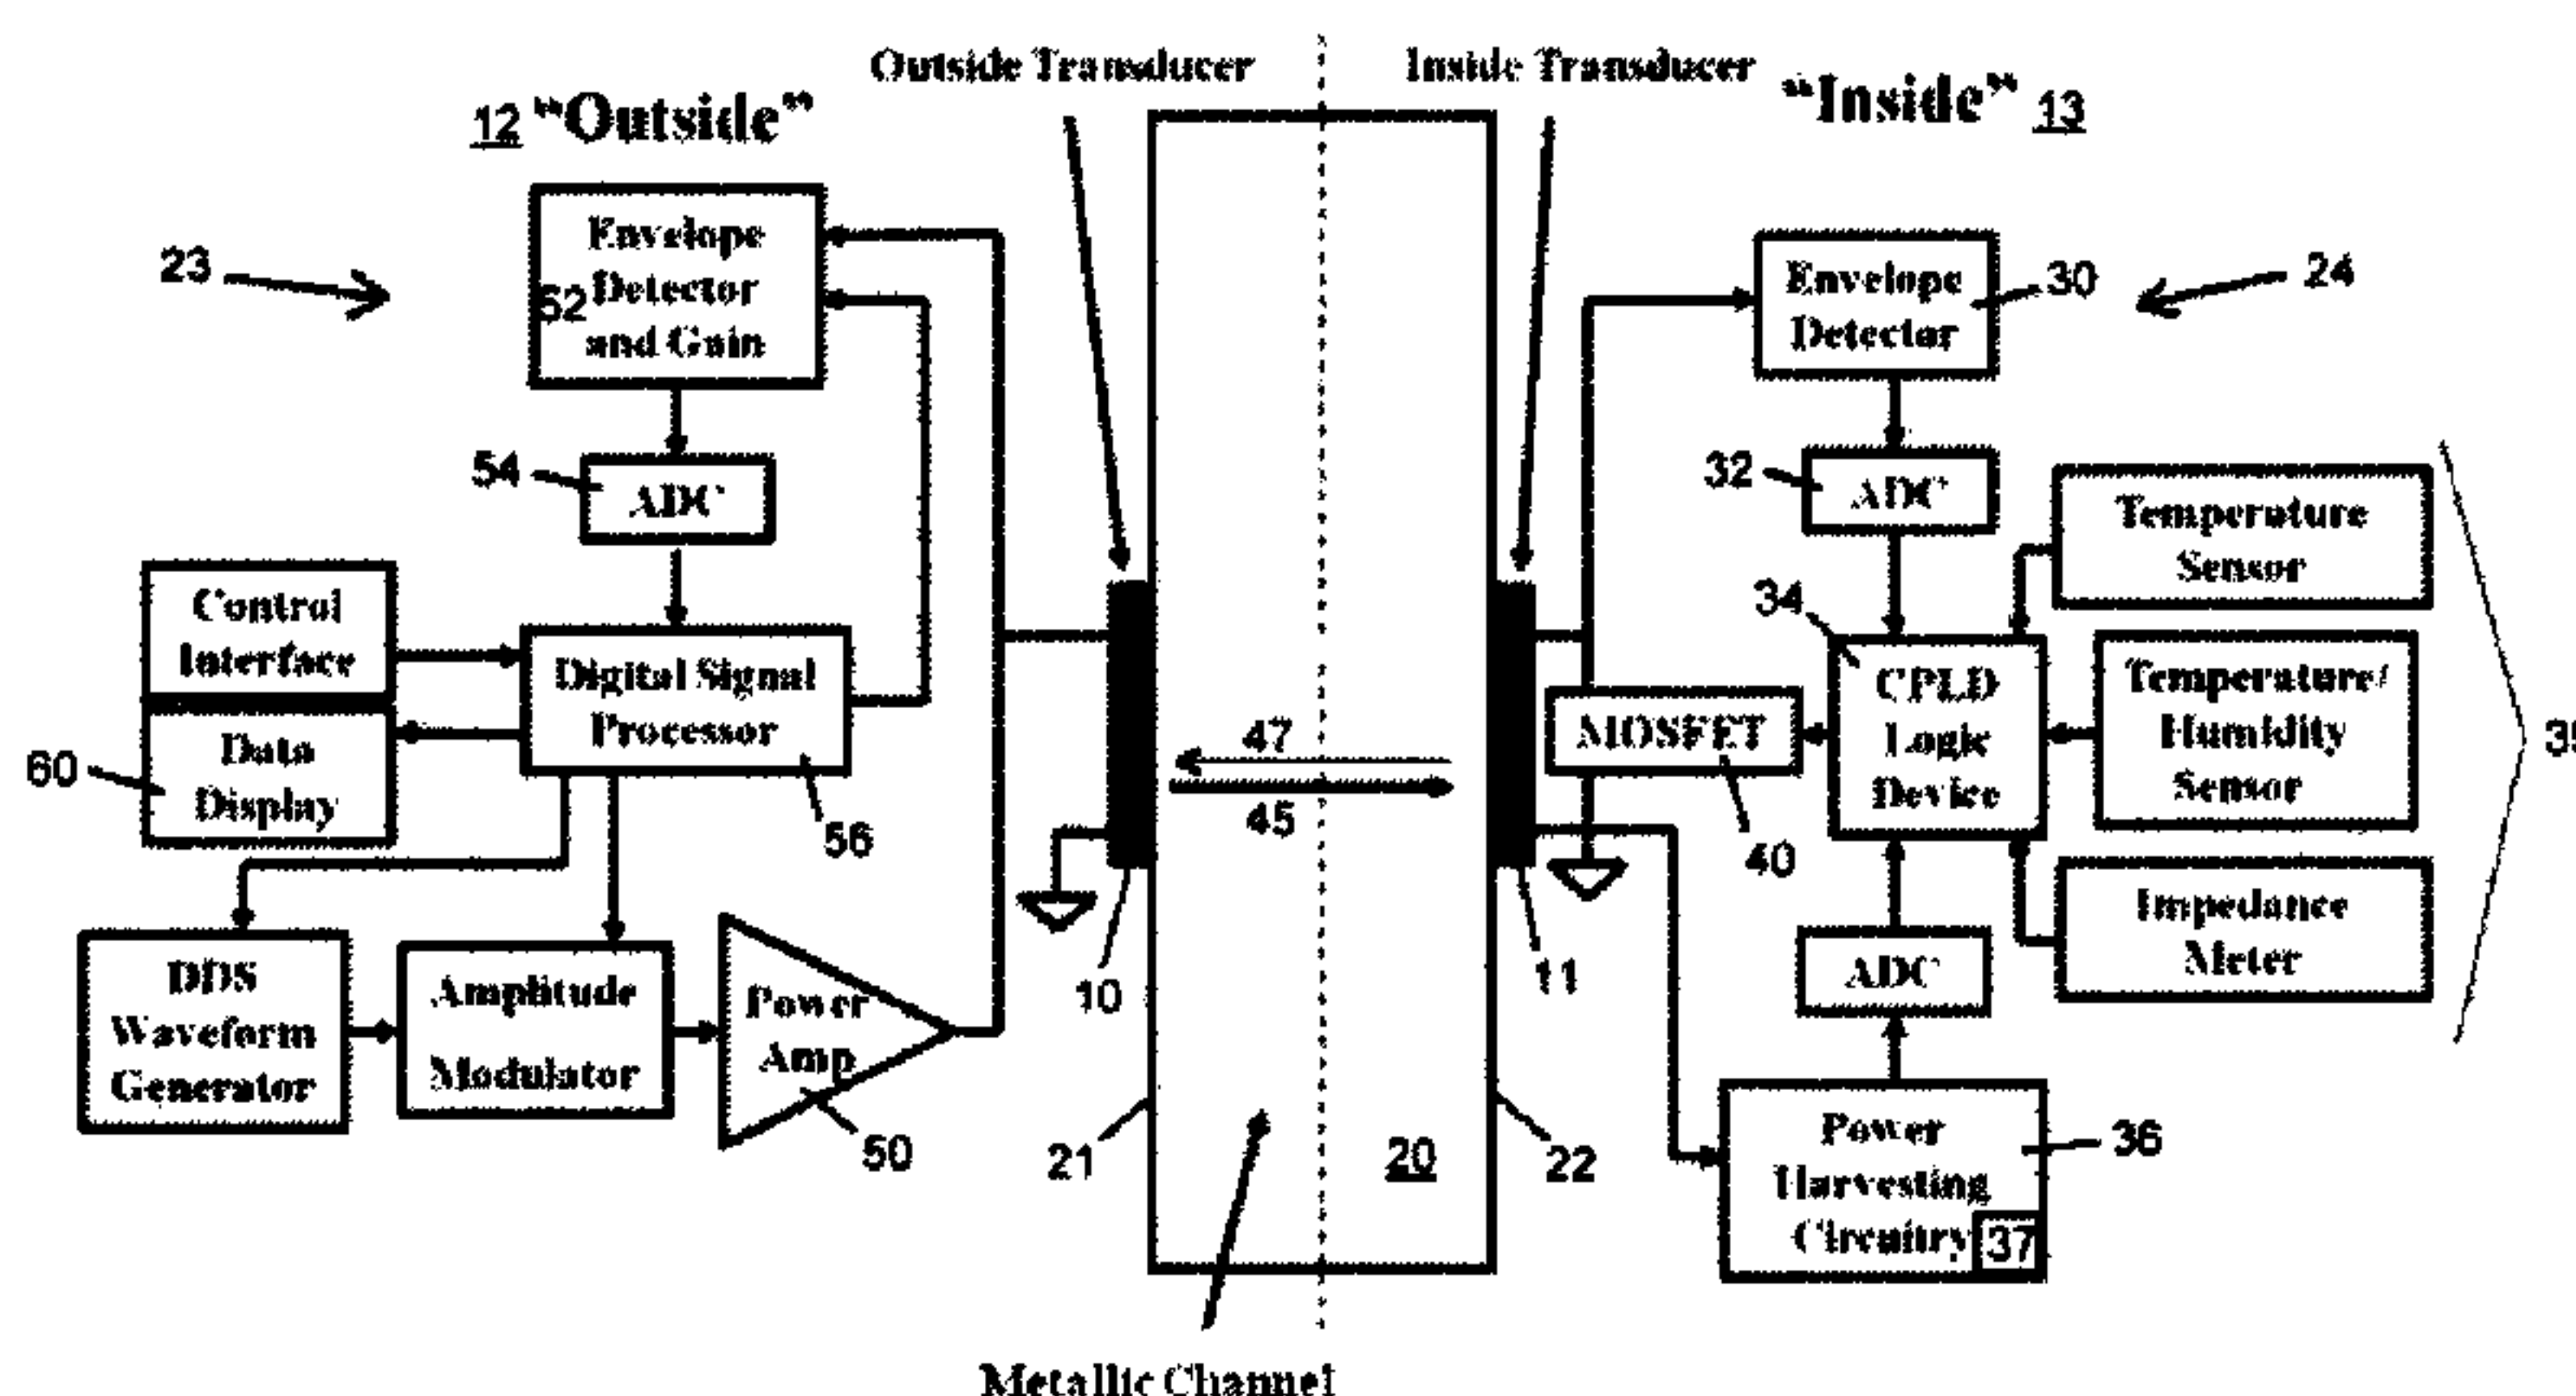 Outside Transducer
Inside Transducer
12 “Outside”
“Inside” 13
23
Envelope
52 Detector
and Gain
Envelope
Detector
30
24
54
ADC
32
ADC
Temperature
Sensor
Control
Interface
Digital Signal
Processor
34
CPLD
Logic
Device
Temperature/
Humidity
Sensor
MOSFET
47
45
60
Data
Display
56
40
10
11
Impedance
Meter
ADC
DDS
Waveform
Generator
Amplitude
Modulator
Power
Amp
50
21
20
22
Power
Harvesting
Circuitry
37
36
Metallic Channel